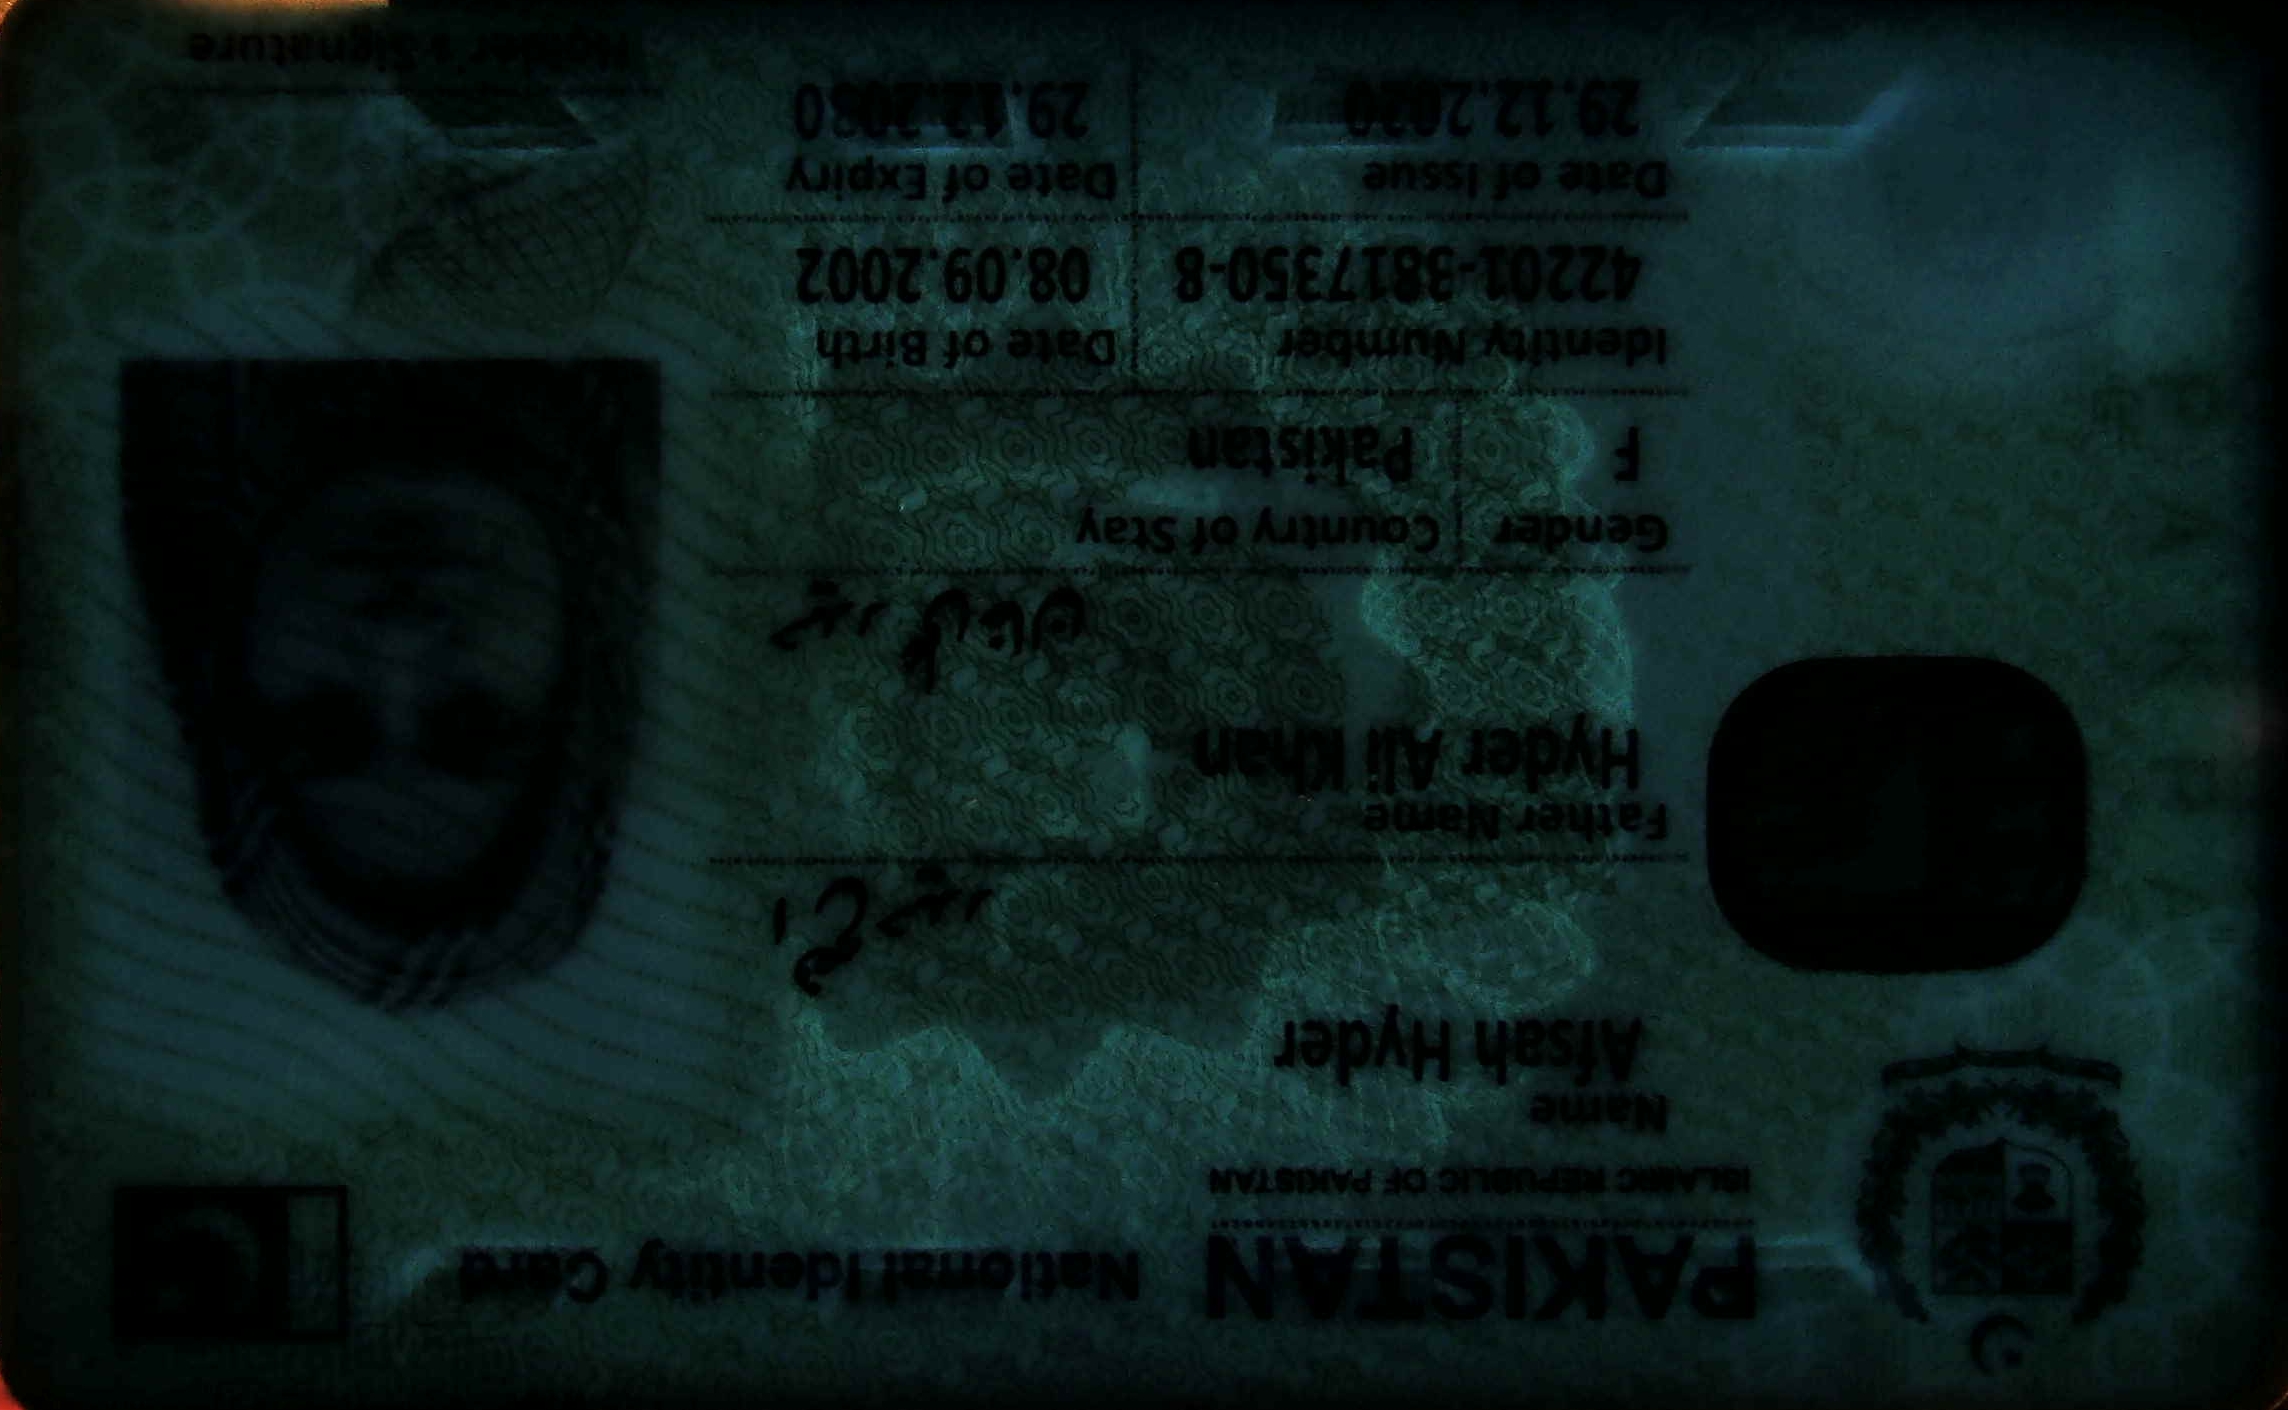 PAKISTAN National Identity Card
ISLAMIC REPUBLIC OF PAKISTAN
Name
Afsah Hyder
Father Name
Hyder Ali Khan
Gender Country of Stay
F Pakistan
Identity Number Date of Birth
42201-3817350-8 08.09.2002
Date of Issue Date of Expiry
29.12.2020 29.12.2030
Holder's Signature